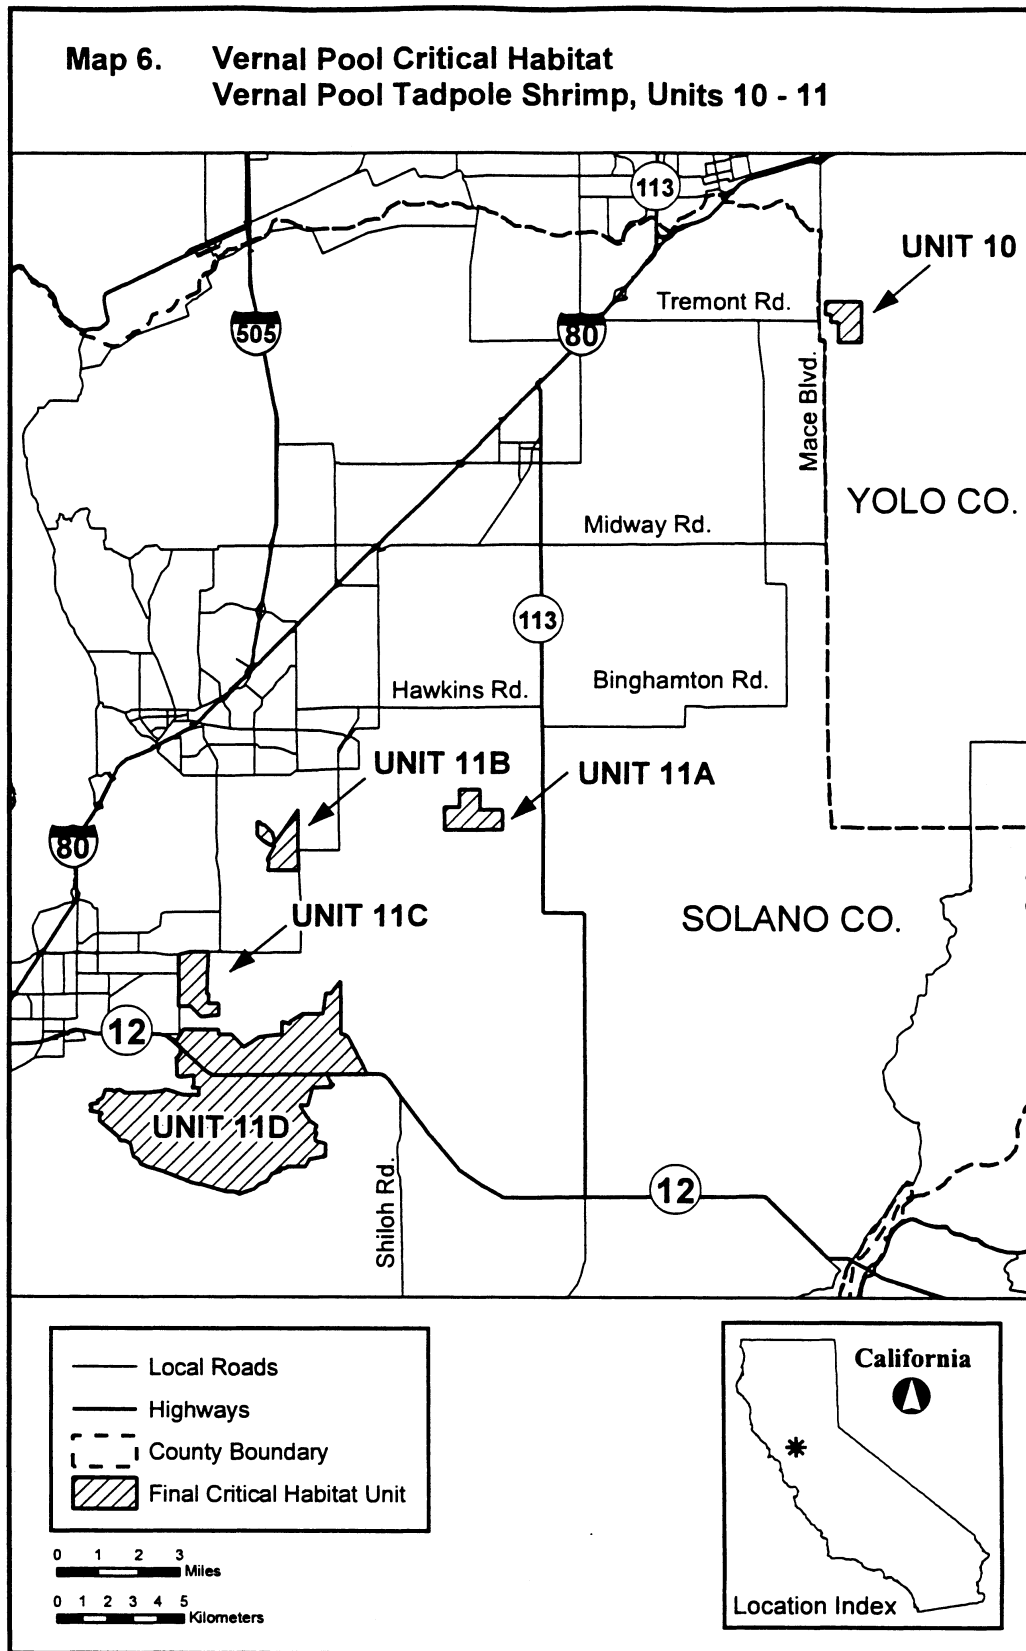 Map 6. Vernal Pool Critical Habitat
Vernal Pool Tadpole Shrimp, Units 10 - 11
113
UNIT 10
Tremont Rd.
505
80
Mace Blvd.
YOLO CO.
Midway Rd.
113
Hawkins Rd.
Binghamton Rd.
UNIT 11B
UNIT 11A
80
UNIT 11C
SOLANO CO.
12
UNIT 11D
Shiloh Rd.
12
Local Roads
Highways
County Boundary
Final Critical Habitat Unit
0 1 2 3
Miles
0 1 2 3 4 5
Kilometers
California
Location Index